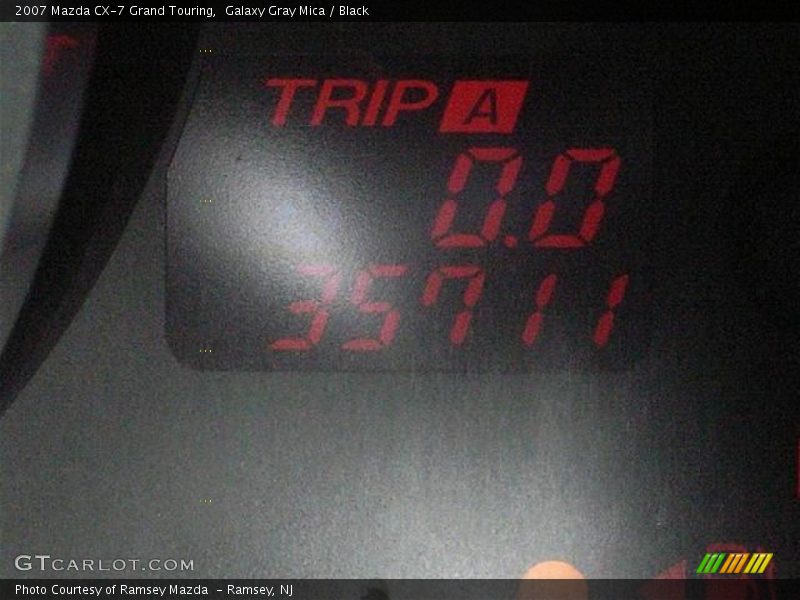 2007 Mazda CX-7 Grand Touring,  Galaxy Gray Mica / Black
TRIP A
0.0
35711
GTCARLOT.COM
Photo Courtesy of Ramsey Mazda  - Ramsey, NJ